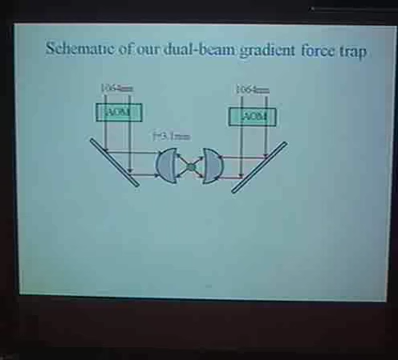 Schematic of our dual-beam gradient force trap
1064nm
1064nm
AOM
AOM
f=3.1mm